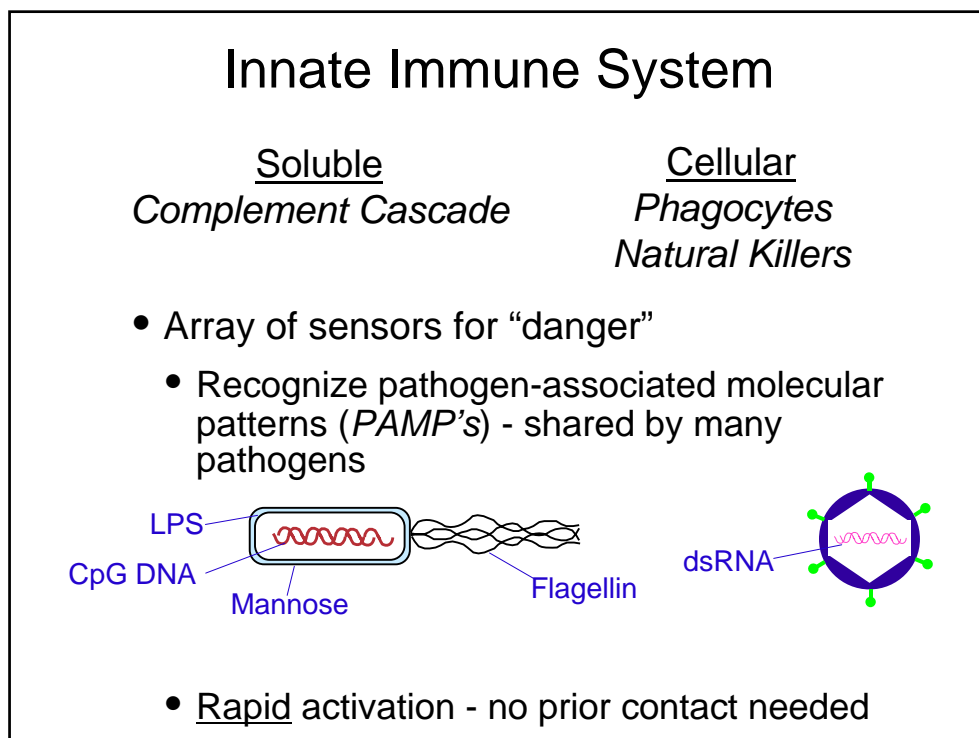 Innate Immune System
Soluble
Complement Cascade
Cellular
Phagocytes
Natural Killers
• Array of sensors for “danger”
• Recognize pathogen-associated molecular
patterns (PAMP's) - shared by many
pathogens
LPS
CpG DNA
Mannose
Flagellin
dsRNA
• Rapid activation - no prior contact needed